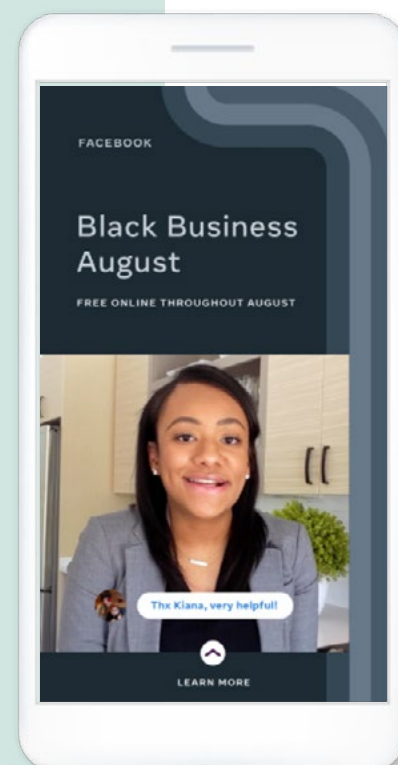 FACEBOOK
Black Business
August
FREE ONLINE THROUGHOUT AUGUST
Thx Kiana, very helpful!
LEARN MORE